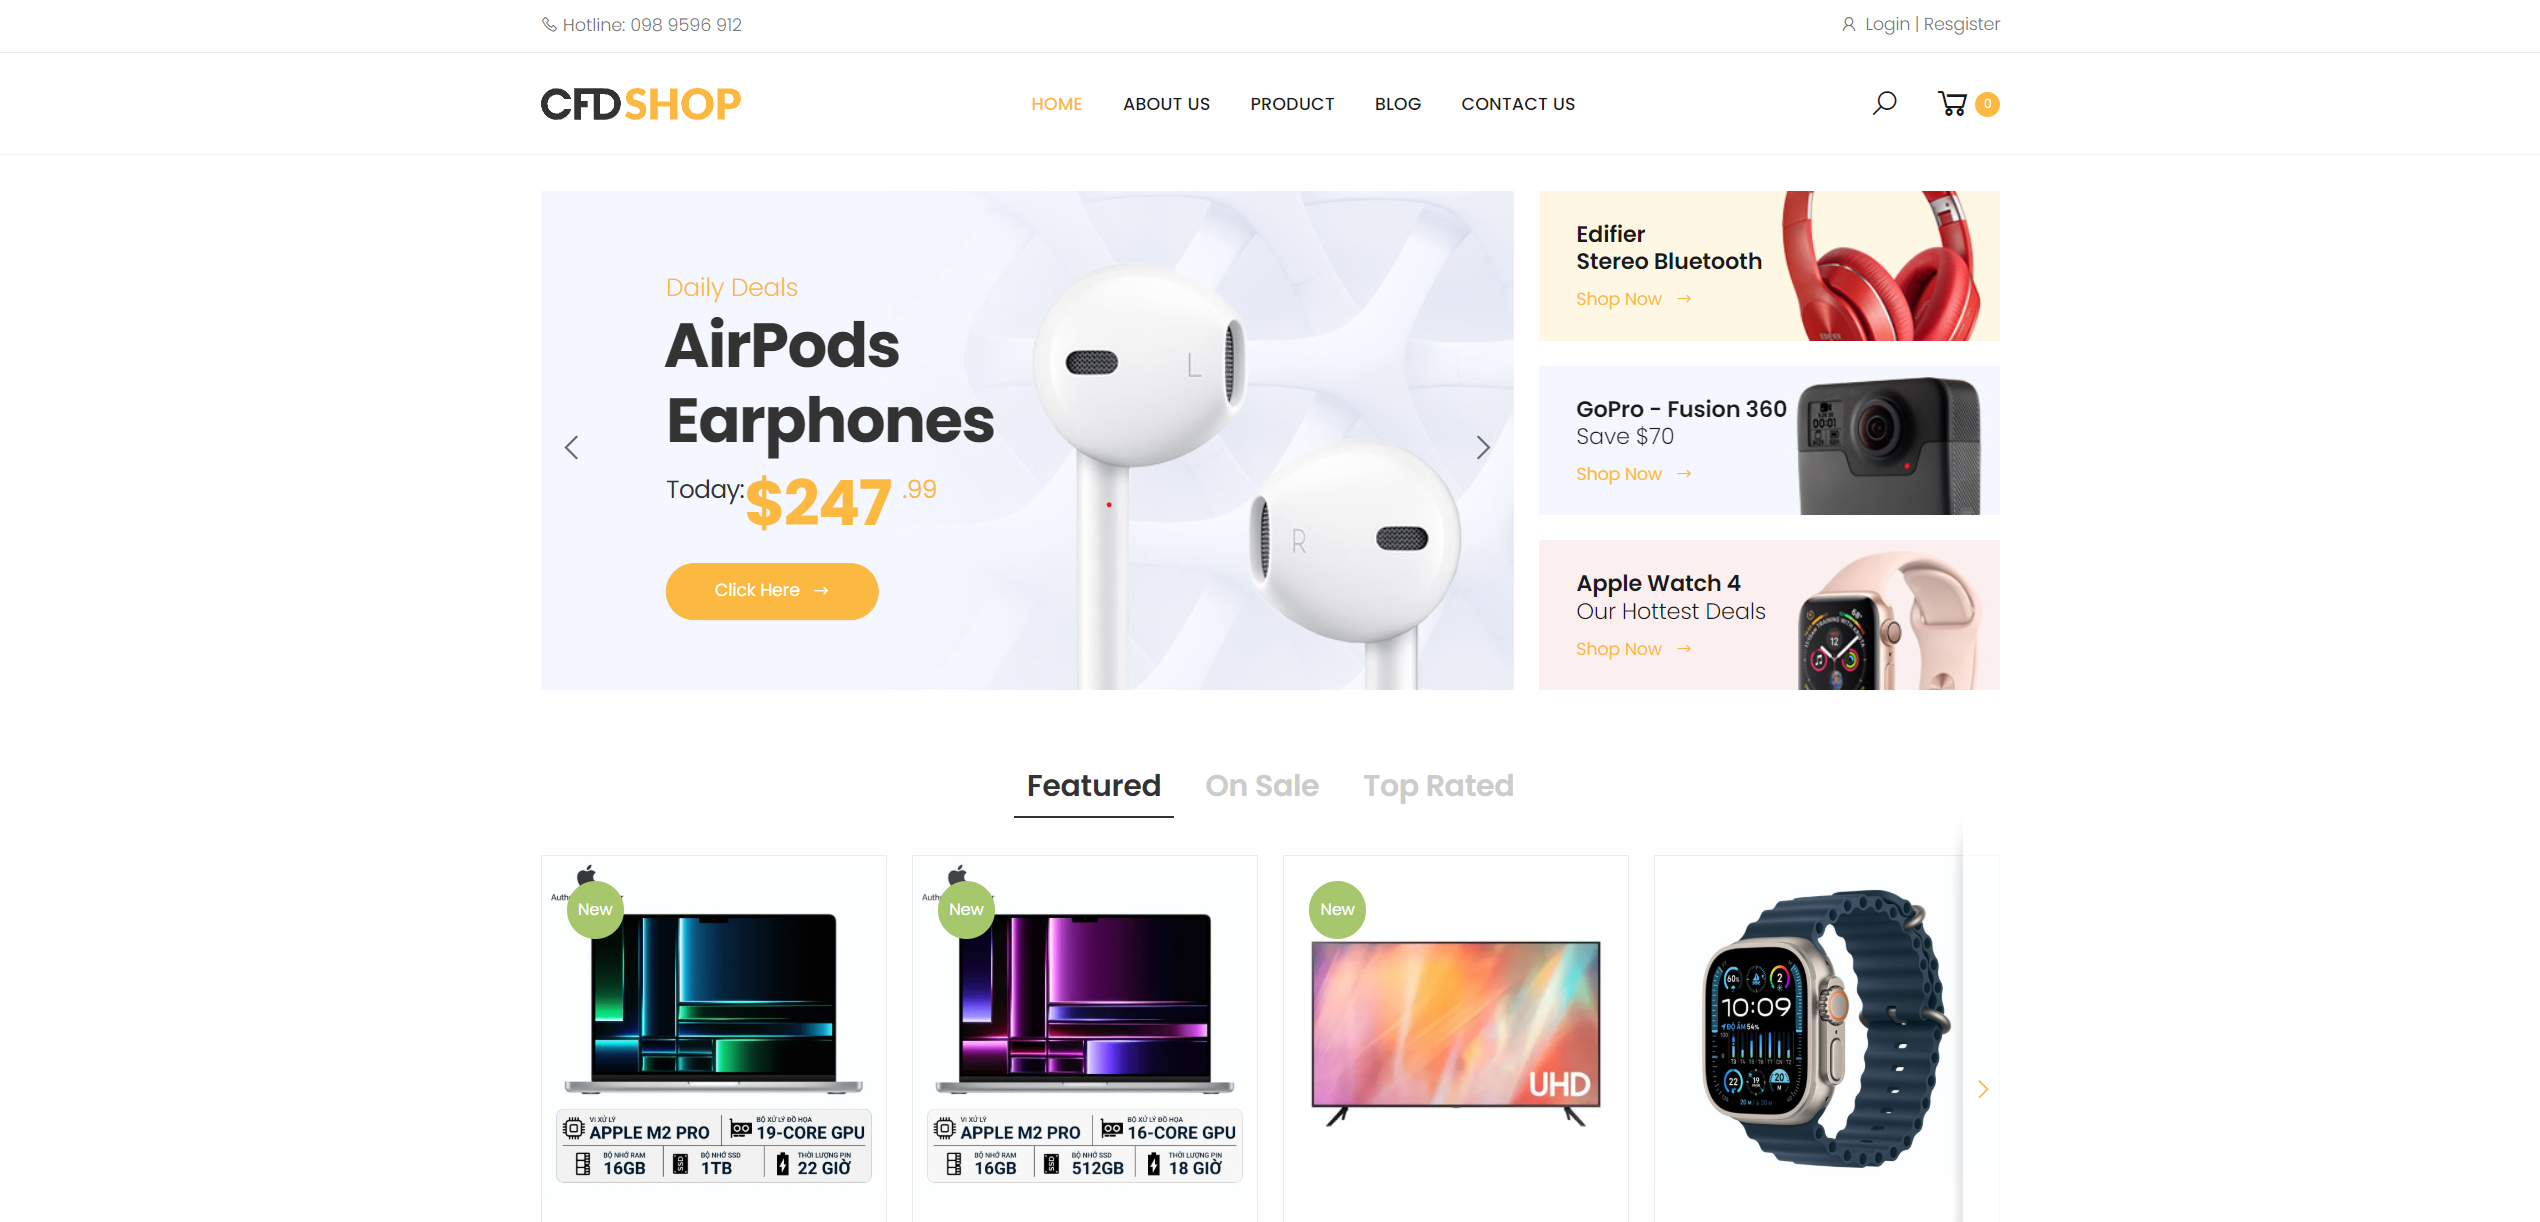 Hotline: 098 9596 912
Login | Resgister
CFDSHOP
HOME
ABOUT US
PRODUCT
BLOG
CONTACT US
0
Daily Deals
AirPods
Earphones
Today:$247 .99
Click Here
L
R
Edifier
Stereo Bluetooth
Shop Now
GoPro - Fusion 360
Save $70
Shop Now
Apple Watch 4
Our Hottest Deals
Shop Now
Featured
On Sale
Top Rated
New
VI XỬ LÝ
APPLE M2 PRO
BỘ XỬ LÝ ĐỒ HỌA
19-CORE GPU
BỘ NHỚ RAM
16GB
BỘ NHỚ SSD
1TB
THỜI LƯỢNG PIN
22 GIỜ
New
VI XỬ LÝ
APPLE M2 PRO
BỘ XỬ LÝ ĐỒ HỌA
16-CORE GPU
BỘ NHỚ RAM
16GB
BỘ NHỚ SSD
512GB
THỜI LƯỢNG PIN
18 GIỜ
New
UHD
10:09